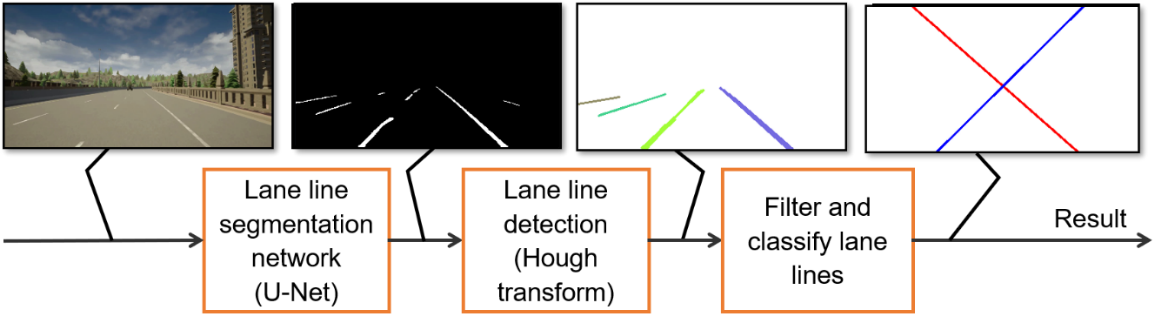 Lane line
segmentation
network
(U-Net)
Lane line
detection
(Hough
transform)
Filter and
classify lane
lines
Result